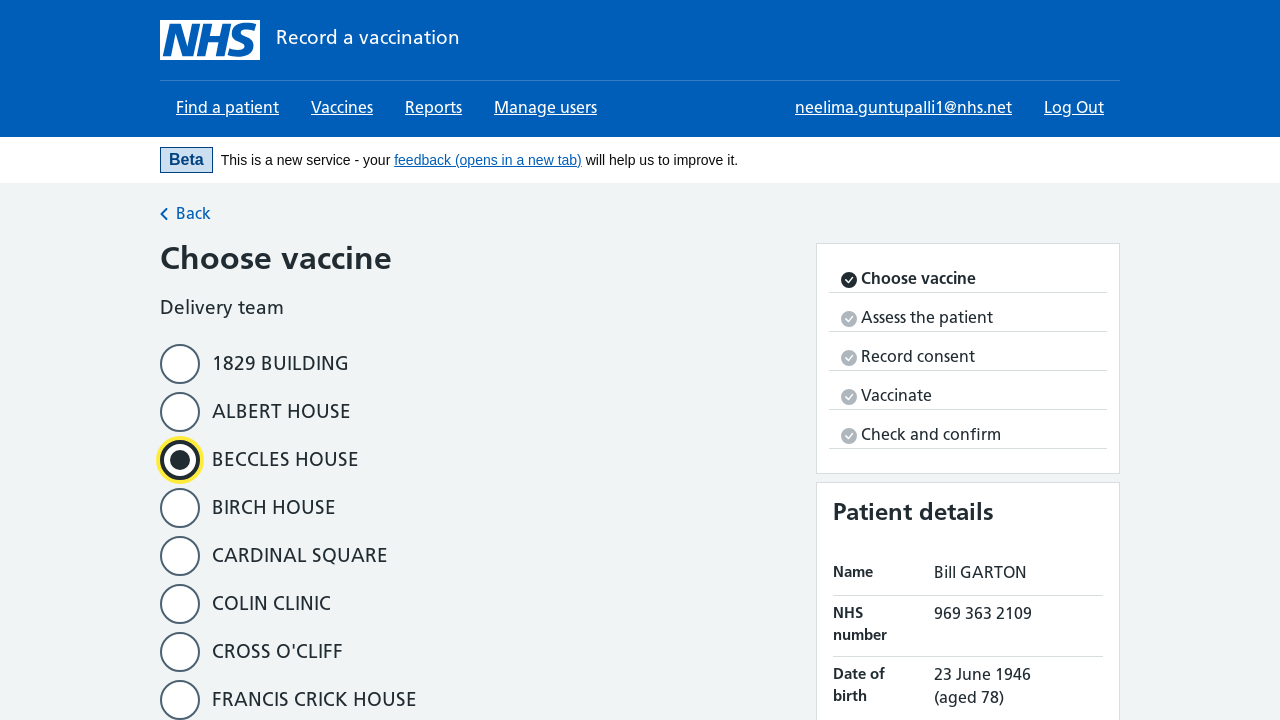 NHS Record a vaccination
Find a patient Vaccines Reports Manage users neelima.guntupalli1@nhs.net Log Out
Beta This is a new service - your feedback (opens in a new tab) will help us to improve it.
Back
Choose vaccine
Delivery team
1829 BUILDING
ALBERT HOUSE
BECCLES HOUSE
BIRCH HOUSE
CARDINAL SQUARE
COLIN CLINIC
CROSS O'CLIFF
FRANCIS CRICK HOUSE
Choose vaccine
Assess the patient
Record consent
Vaccinate
Check and confirm
Patient details
Name Bill GARTON
NHS number 969 363 2109
Date of birth 23 June 1946
(aged 78)